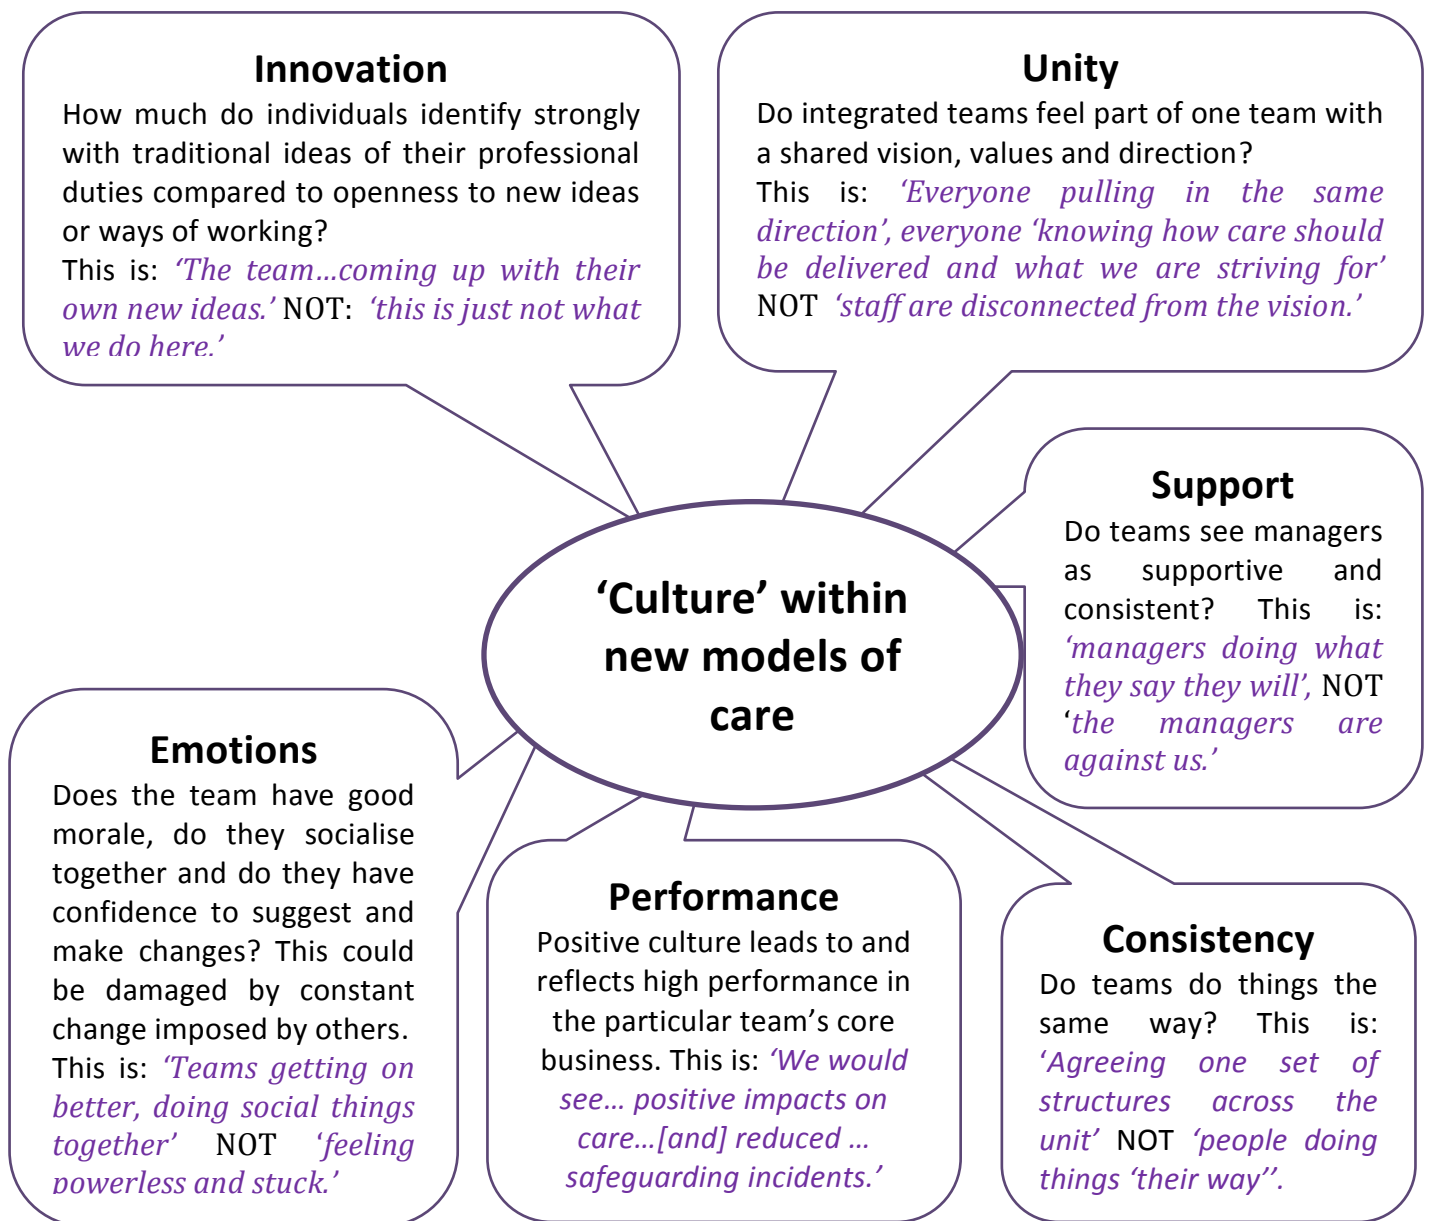 Innovation
How much do individuals identify strongly
with traditional ideas of their professional
duties compared to openness to new ideas
or ways of working?
This is: ‘The team…coming up with their
own new ideas.’ NOT: ‘this is just not what
we do here.’
Unity
Do integrated teams feel part of one team with
a shared vision, values and direction?
This is: ‘Everyone pulling in the same
direction’, everyone ‘knowing how care should
be delivered and what we are striving for’
NOT ‘staff are disconnected from the vision.’
Support
Do teams see managers
as supportive and
consistent? This is:
‘managers doing what
they say they will’, NOT
‘the managers are
against us.’
‘Culture’ within
new models of
care
Emotions
Does the team have good
morale, do they socialise
together and do they have
confidence to suggest and
make changes? This could
be damaged by constant
change imposed by others.
This is: ‘Teams getting on
better, doing social things
together’ NOT ‘feeling
powerless and stuck.’
Performance
Positive culture leads to and
reflects high performance in
the particular team’s core
business. This is: ‘We would
see… positive impacts on
care…[and] reduced …
safeguarding incidents.’
Consistency
Do teams do things the
same way? This is:
‘Agreeing one set of
structures across the
unit’ NOT ‘people doing
things ‘their way’’.